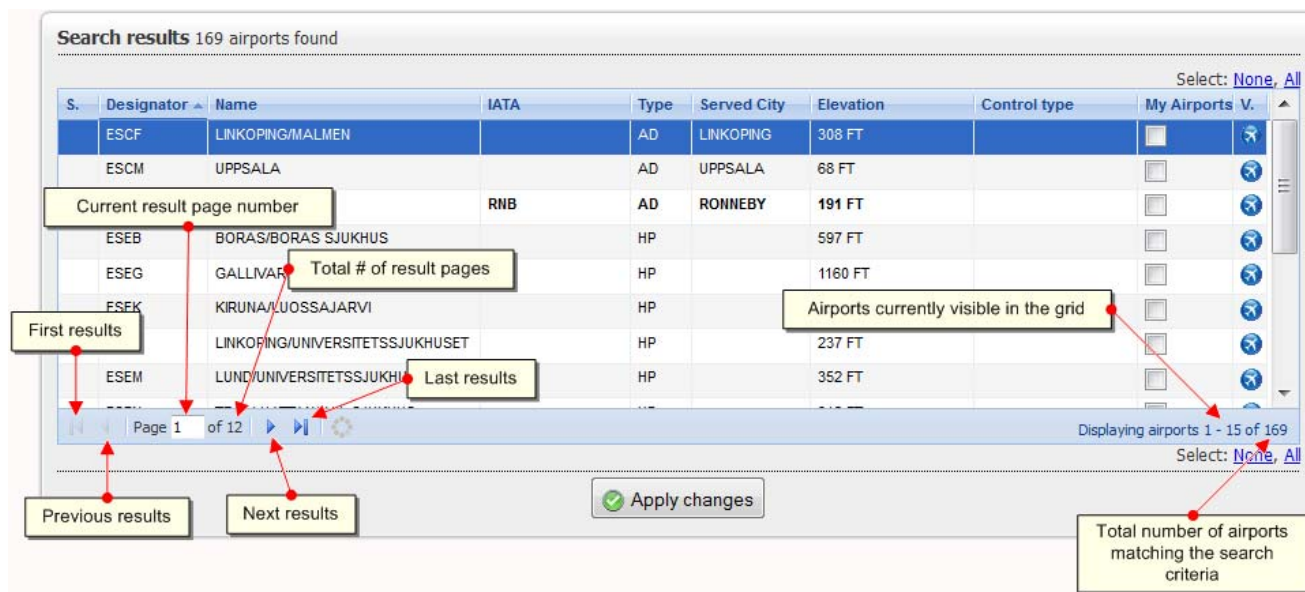 Search results 169 airports found
Select: None, All
S. Designator Name IATA Type Served City Elevation Control type My Airports V.
ESCF LINKOPING/MALMEN AD LINKOPING 308 FT
ESCM UPPSALA AD UPPSALA 68 FT
Current result page number
RNB AD RONNEBY 191 FT
ESEB BORAS/BORAS SJUKHUS HP 597 FT
ESEG GALLIVAR HP 1160 FT
Total # of result pages
ESEK KIRUNA/LUOSSAJARVI HP
Airports currently visible in the grid
First results
LINKOPING/UNIVERSITETSSJUKHUSET HP 237 FT
ESEM LUND/UNIVERSITETSSJUKHU HP 352 FT
Last results
Page 1 of 12
Displaying airports 1 - 15 of 169
Select: None, All
Apply changes
Previous results
Next results
Total number of airports
matching the search
criteria